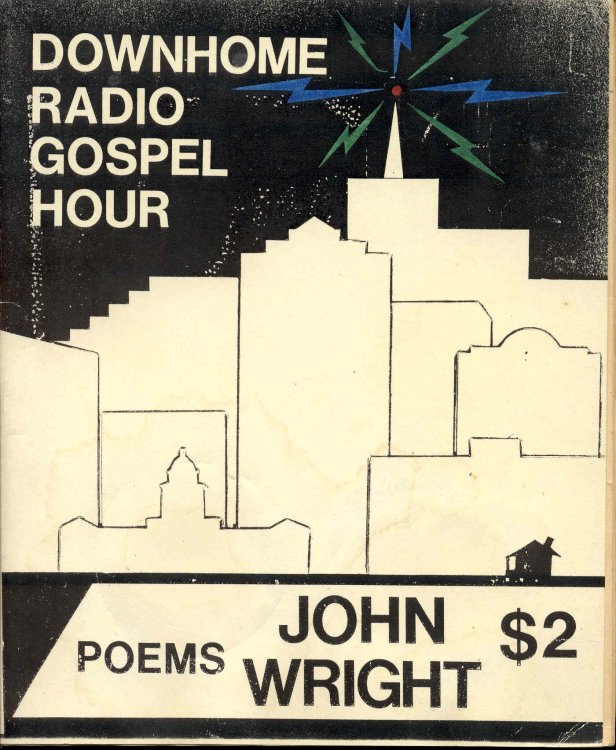 DOWNHOME
RADIO
GOSPEL
HOUR
POEMS
JOHN
WRIGHT
$2